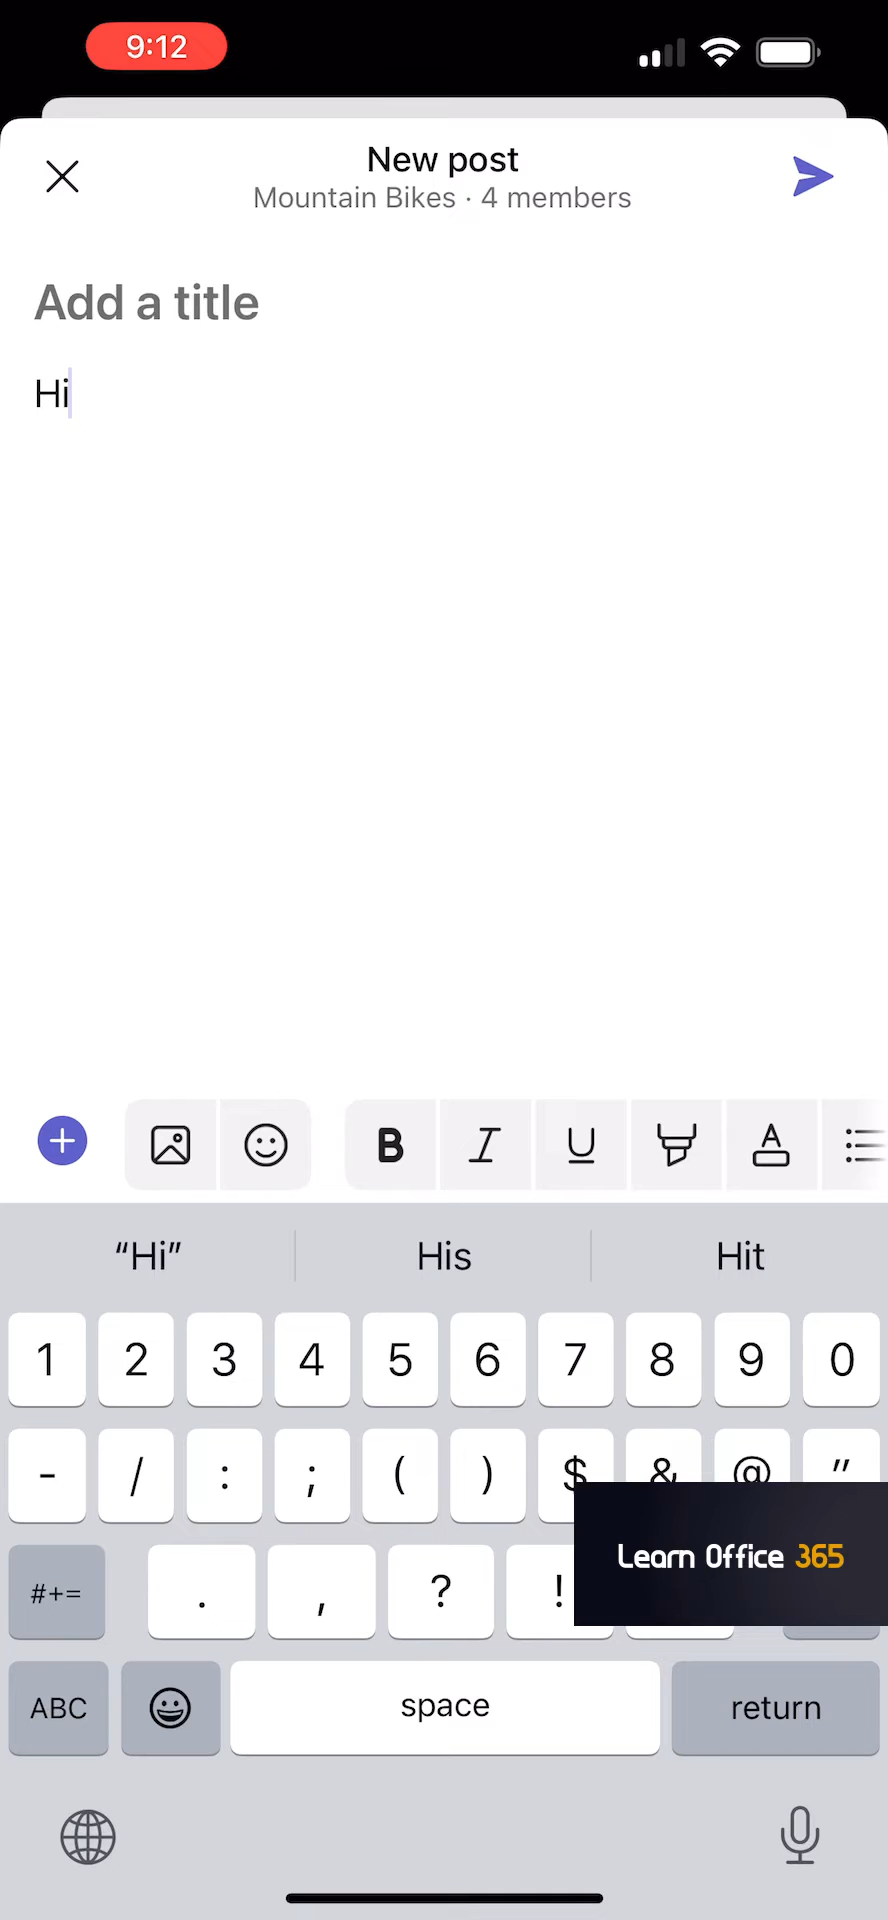 9:12
New post
Mountain Bikes · 4 members
Add a title
Hi
B I U A
“Hi” His Hit
1 2 3 4 5 6 7 8 9 0
- / : ; ( ) $ & @ "
#+= . , ? !
Learn Office 365
ABC space return